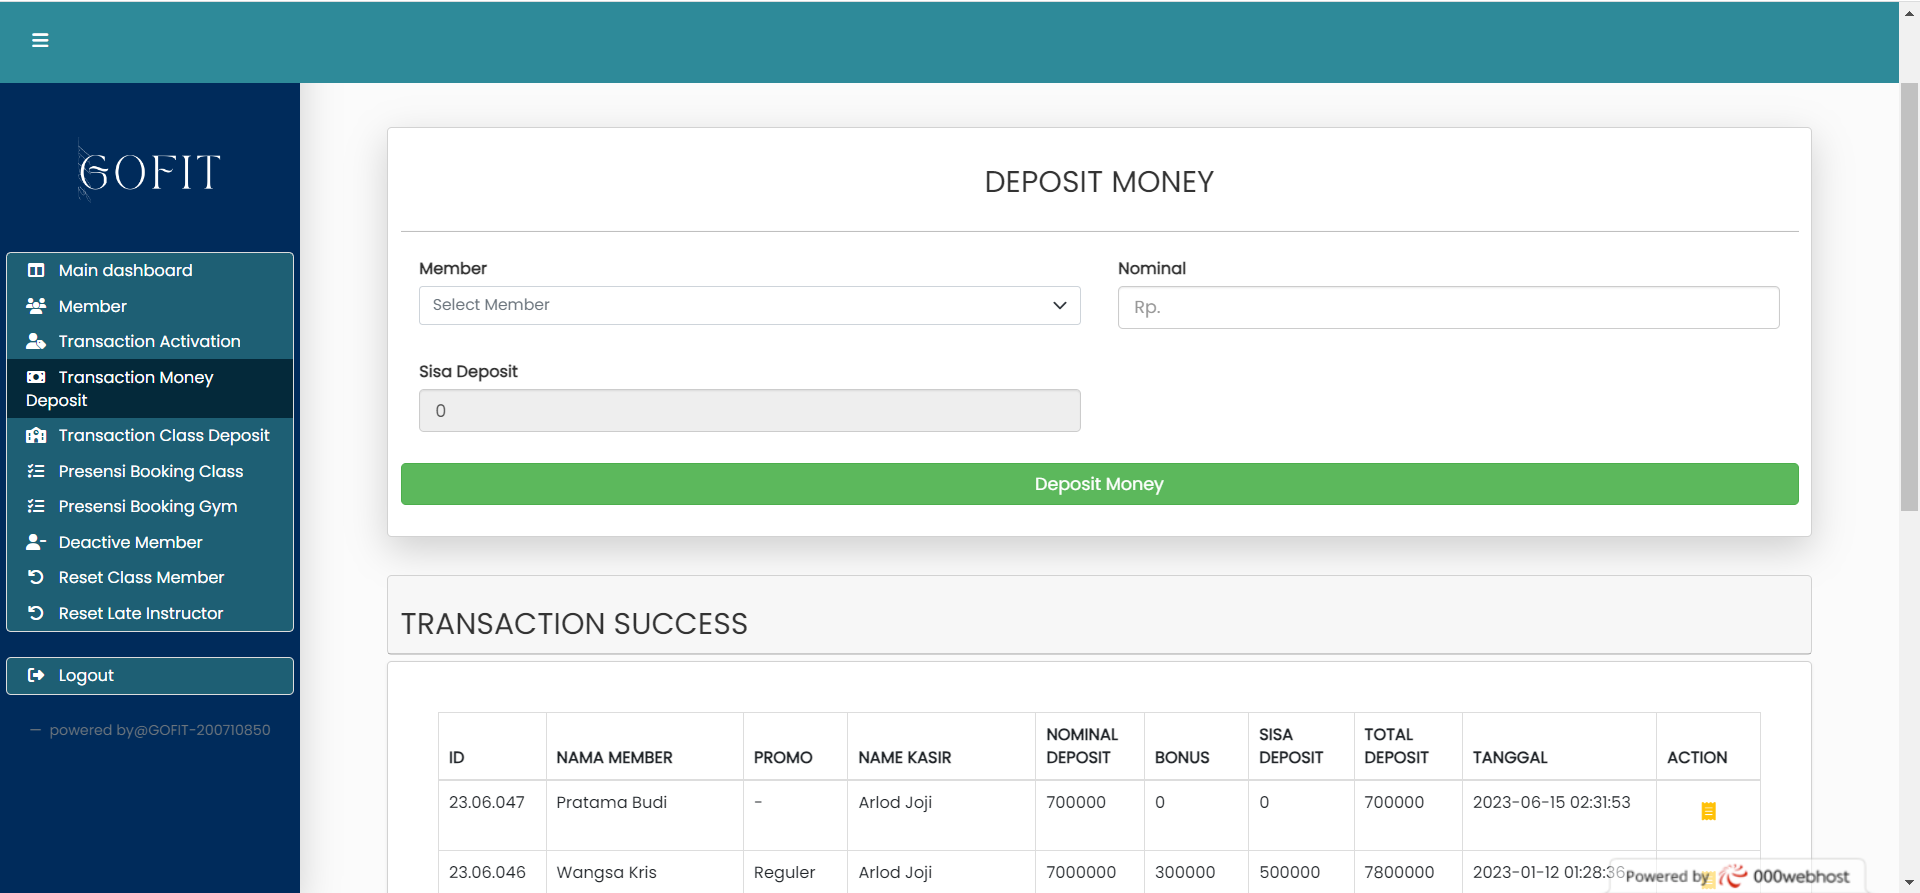 GOFIT
Main dashboard
Member
Transaction Activation
Transaction Money
Deposit
Transaction Class Deposit
Presensi Booking Class
Presensi Booking Gym
Deactive Member
Reset Class Member
Reset Late Instructor
Logout
— powered by@GOFIT-200710850
DEPOSIT MONEY
Member
Nominal
Select Member
Rp.
Sisa Deposit
0
Deposit Money
TRANSACTION SUCCESS
ID NAMA MEMBER PROMO NAME KASIR NOMINAL DEPOSIT BONUS SISA DEPOSIT TOTAL DEPOSIT TANGGAL ACTION
23.06.047 Pratama Budi - Arlod Joji 700000 0 0 700000 2023-06-15 02:31:53
23.06.046 Wangsa Kris Reguler Arlod Joji 7000000 300000 500000 7800000 2023-01-12 01:28:36
Powered by 000webhost